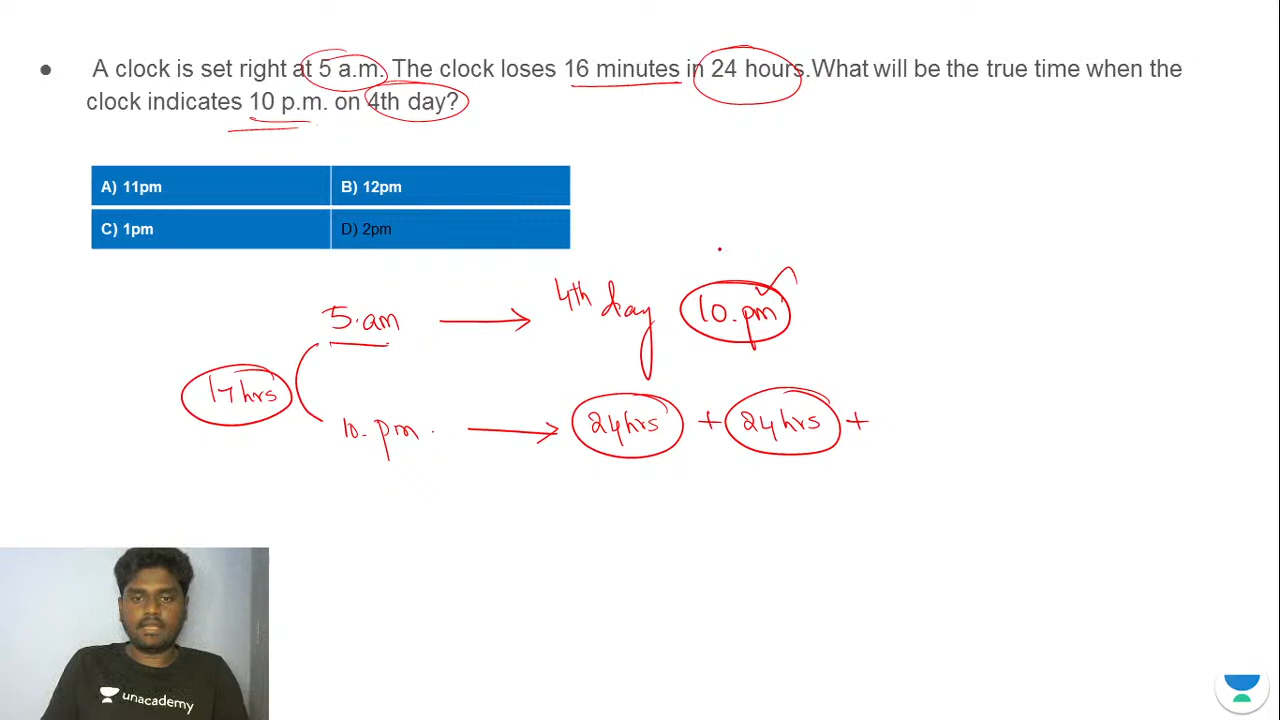 ● A clock is set right at 5 a.m. The clock loses 16 minutes in 24 hours.What will be the true time when the
clock indicates 10 p.m. on 4th day?
A) 11pm
B) 12pm
C) 1pm
D) 2pm
5.am → 4th day 10.pm
17hrs
10.pm. → 24hrs + 24hrs +
unacademy